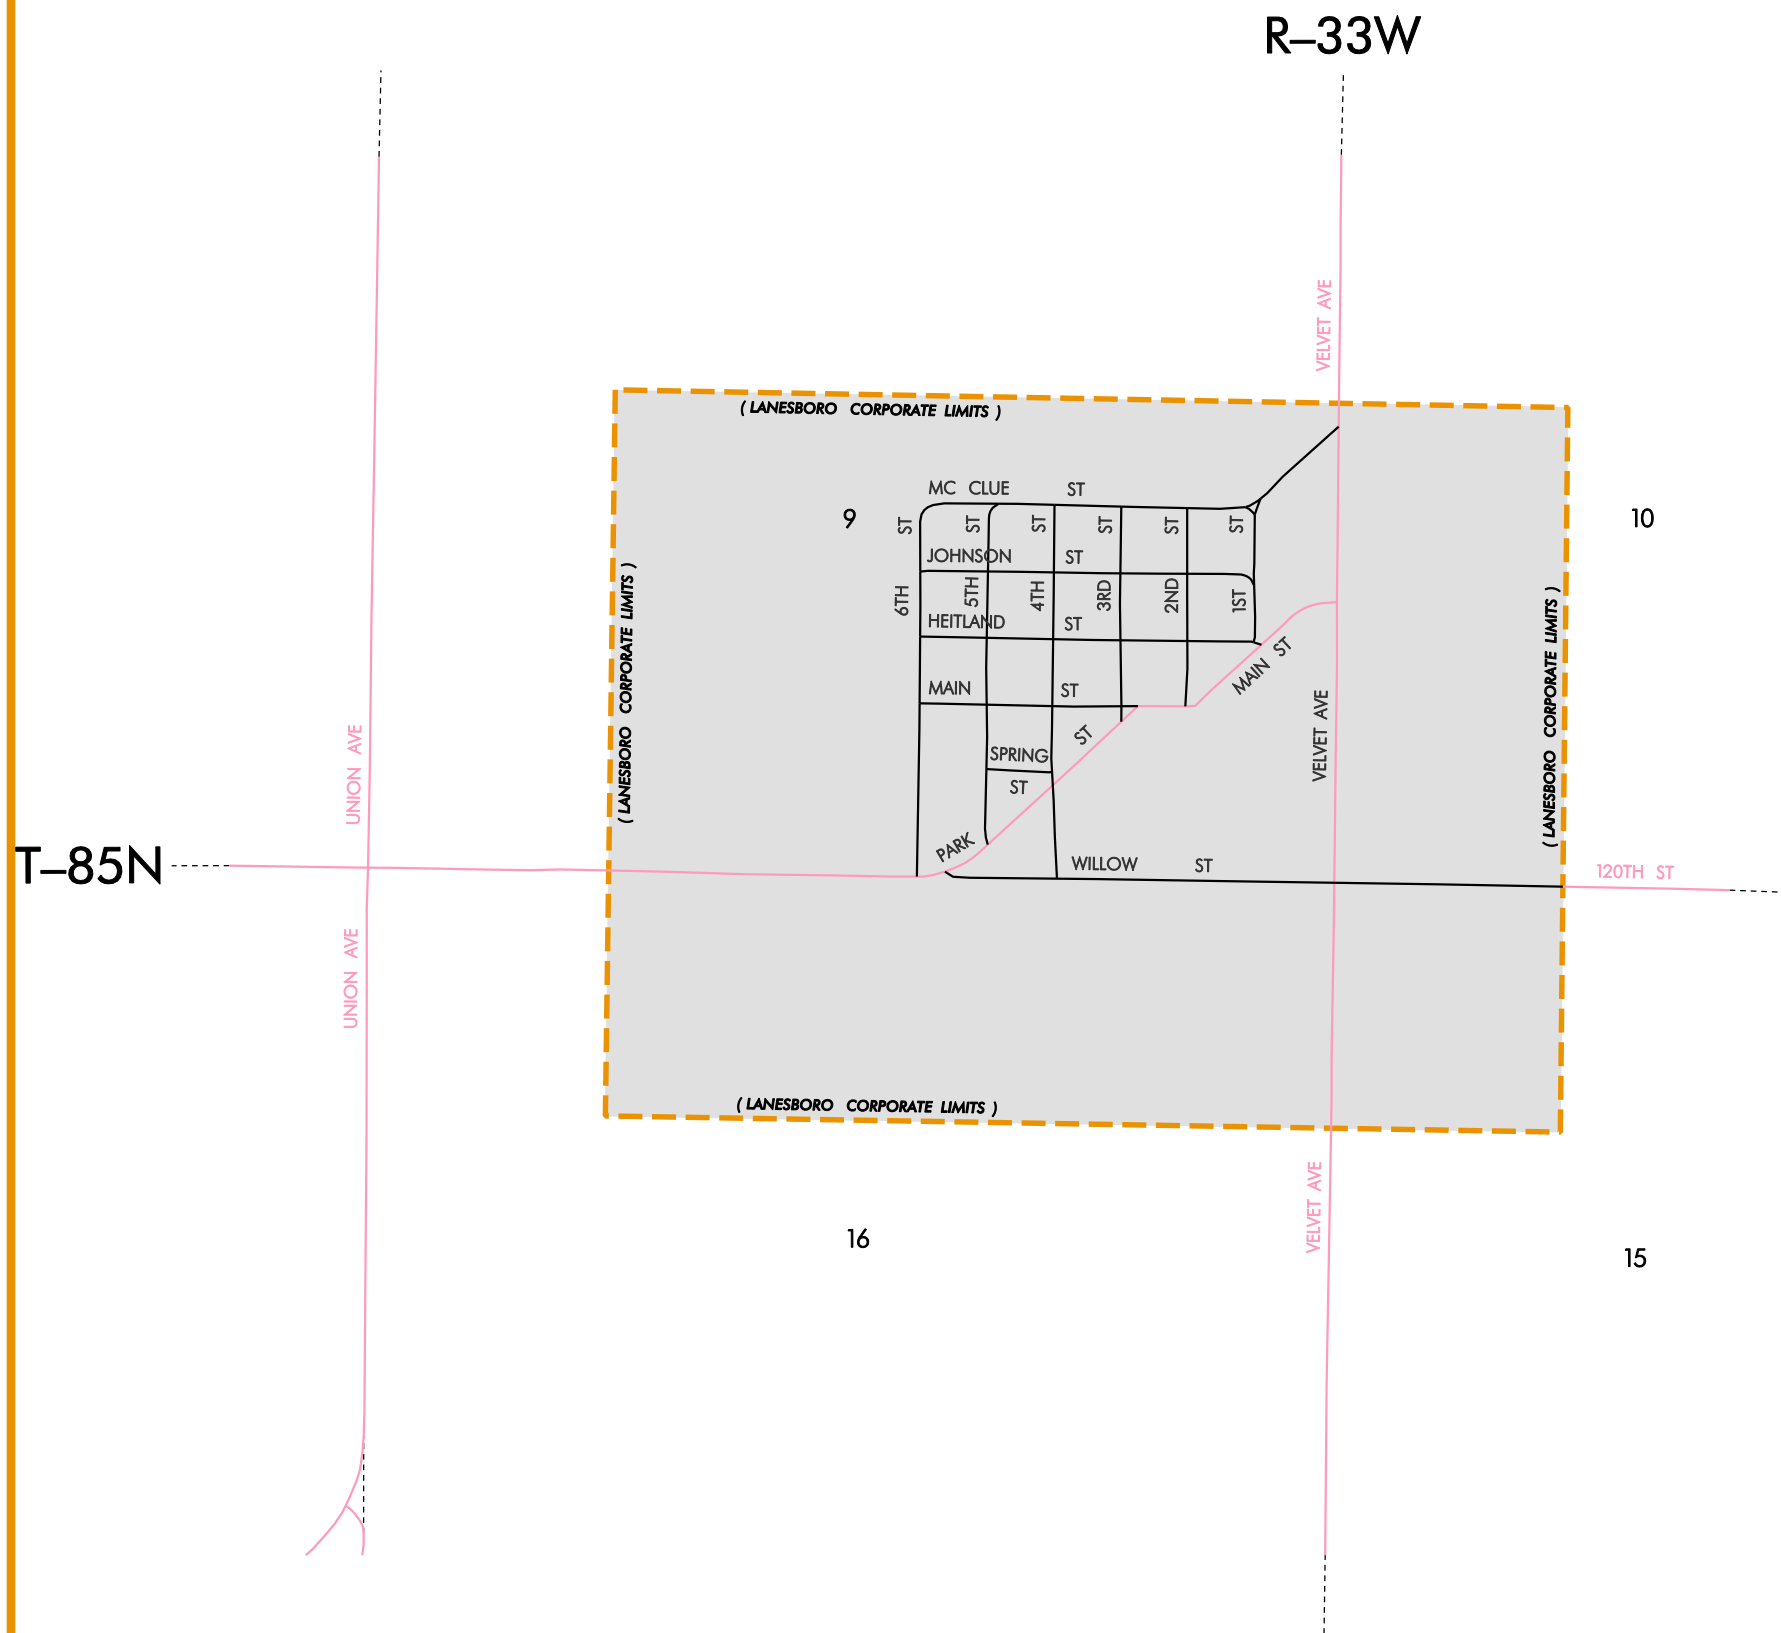 R–33W
VELVET AVE
( LANESBORO CORPORATE LIMITS )
MC CLUE ST
9
10
6TH ST
5TH ST
4TH ST
3RD ST
2ND ST
1ST ST
JOHNSON ST
HEITLAND ST
( LANESBORO CORPORATE LIMITS )
( LANESBORO CORPORATE LIMITS )
MAIN ST
MAIN ST
VELVET AVE
UNION AVE
SPRING ST
PARK ST
T–85N
WILLOW ST
120TH ST
UNION AVE
( LANESBORO CORPORATE LIMITS )
VELVET AVE
16
15